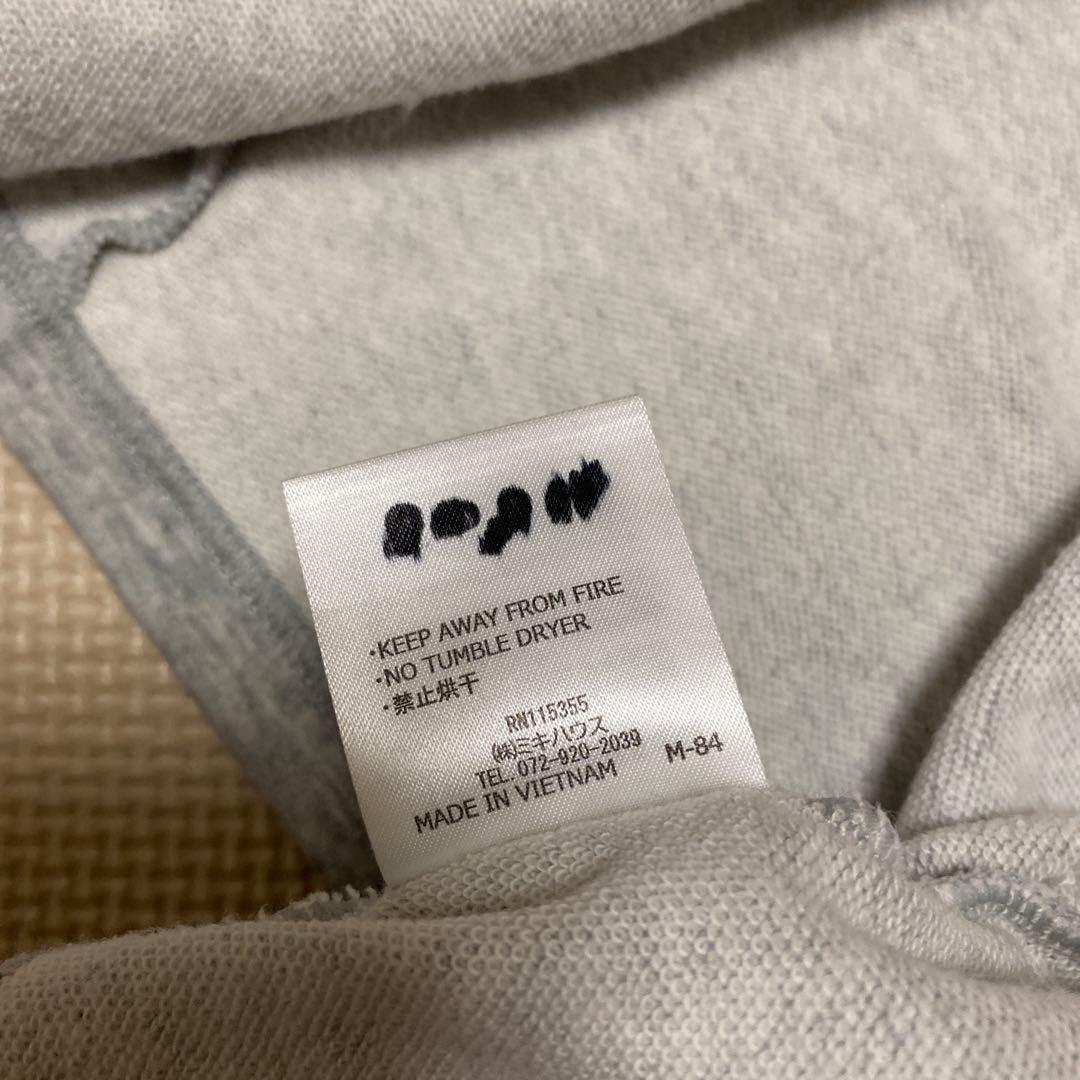 ・KEEP AWAY FROM FIRE
・NO TUMBLE DRYER
・禁止烘干
RN115355
㈱ミキハウス
TEL.072-920-2039
M-84
MADE IN VIETNAM